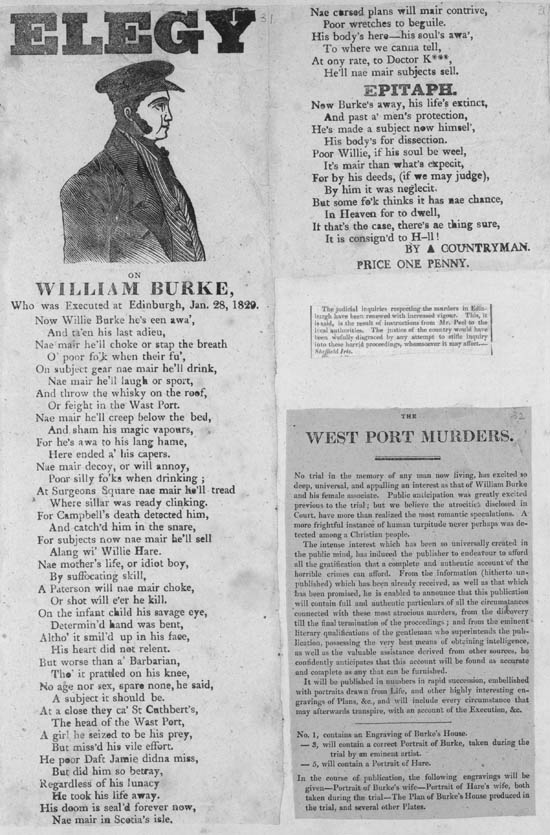 ELEGY
ON
WILLIAM BURKE,
Who was Executed at Edinburgh, Jan. 28, 1829.
Now Willie Burke he's een awa',
And ta'en his last adieu,
Nae mair he'll choke or stap the breath
O' poor fo'k when their fu',
On subject gear nae mair he'll drink,
Nae mair he'll laugh or sport,
And throw the whisky on the roof,
Or feight in the Wast Port.
Nae mair he'll creep below the bed,
And sham his magic vapours,
For he's awa to his lang hame,
Here ended a' his capers.
Nae mair decoy, or will annoy,
Poor silly fo'ks when drinking ;
At Surgeons Square nae mair he'll tread
Where sillar was ready clinking.
For Campbell's death detected him,
And catch'd him in the snare,
For subjects now nae mair he'll sell
Alang wi' Willie Hare.
Nae mother's life, or idiot boy,
By suffocating skill,
A Paterson will nae mair choke,
Or shot will e'er he kill.
On the infant child his savage eye,
Determin'd hand was bent,
Altho' it smil'd up in his face,
His heart did not relent.
But worse than a' Barbarian,
Tho' it prattled on his knee,
No age nor sex, spare none, he said,
A subject it should be.
At a close they ca' St Cuthbert's,
The head of the Wast Port,
A girl he seized to be his prey,
But miss'd his vile effort.
He poor Daft Jamie didna miss,
But did him so betray,
Regardless of his lunacy
He took his life away.
His doom is seal'd forever now,
Nae mair in Scotia's isle.
31
Nae cursed plans will mair contrive,
Poor wretches to beguile.
His body's here—his soul's awa',
To where we canna tell,
At ony rate, to Doctor K***,
He'll nae mair subjects sell.
EPITAPH.
Now Burke's away, his life's extinct,
And past a' men's protection,
He's made a subject now himsel',
His body's for dissection.
Poor Willie, if his soul be weel,
It's mair than what's expecit,
For by his deeds, (if we may judge),
By him it was neglecit.
But some fo'k thinks it has nae chance,
In Heaven for to dwell,
If that's the case, there's ae thing sure,
It is consign'd to H-ll!
BY A COUNTRYMAN.
PRICE ONE PENNY.
The judicial inquiries respecting the murders in Edin-
burgh have been renewed with increased vigour. This, it
is said, is the result of instructions from Mr. Peel to the
local authorities. The justice of the country would have
been wofully disgraced by any attempt to stifle inquiry
into these horrid proceedings, whomsoever it may affect.—
Sheffield Iris.
32
THE
WEST PORT MURDERS.
No trial in the memory of any man now living, has excited so
deep, universal, and appalling an interest as that of William Burke
and his female associate. Public anticipation was greatly excited
previous to the trial; but we believe the atrocities disclosed in
Court, have more than realized the most romantic speculations. A
more frightful instance of human turpitude never perhaps was de-
tected among a Christian people.
The intense interest which has been so universally created in
the public mind, has induced the publisher to endeavour to afford
all the gratification that a complete and authentic account of the
horrible crimes can afford. From the information (hitherto un-
published) which has been already received, as well as that which
has been promised, he is enabled to announce that this publication
will contain full and authentic particulars of all the circumstances
connected with these most atrocious murders, from the discovery
till the final termination of the proceedings; and from the eminent
literary qualifications of the gentleman who superintends the pub-
lication, possessing the very best means of obtaining intelligence,
as well as the valuable assistance derived from other sources, he
confidently anticipates that this account will be found as accurate
and complete as any that can be furnished.
It will be published in numbers in rapid succession, embellished
with portraits drawn from Life, and other highly interesting en-
gravings of Plans, &c., and will include every circumstance that
may afterwards transpire, with an account of the Execution, &c.
No. 1, contains an Engraving of Burke's House.
— 3, will contain a correct Portrait of Burke, taken during the
trial by an eminent artist.
— 5, will contain a Portrait of Hare.
In the course of publication, the following engravings will be
given—Portrait of Burke's wife—Portrait of Hare's wife, both
taken during the trial—The Plan of Burke's House produced in
the trial, and several other Plates.